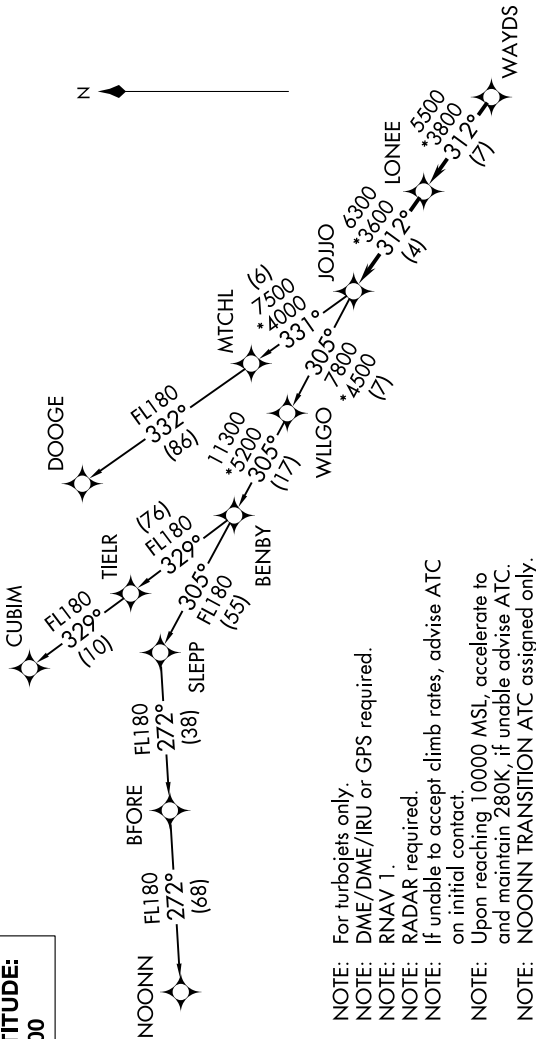 TITUDE:
00
N
CUBIM
FL180
329°
(10)
TIELR
(76)
FL180
329°
DOOGE
FL180
332°
(86)
MTCHL
(6)
7500
*4000
331°
JOJJO
6300
*3600
312°
(4)
LONEE
5500
*3800
312°
(7)
WAYDS
305°
7800
*4500
(7)
WLLGO
11300
*5200
305°
(17)
BENBY
305°
FL180
(55)
SLEPP
FL180
272°
(38)
BFORE
FL180
272°
(68)
NOONN
NOTE: For turbojets only.
NOTE: DME/DME/IRU or GPS required.
NOTE: RNAV 1.
NOTE: RADAR required.
NOTE: If unable to accept climb rates, advise ATC
on initial contact.
NOTE: Upon reaching 10000 MSL, accelerate to
and maintain 280K, if unable advise ATC.
NOTE: NOONN TRANSITION ATC assigned only.